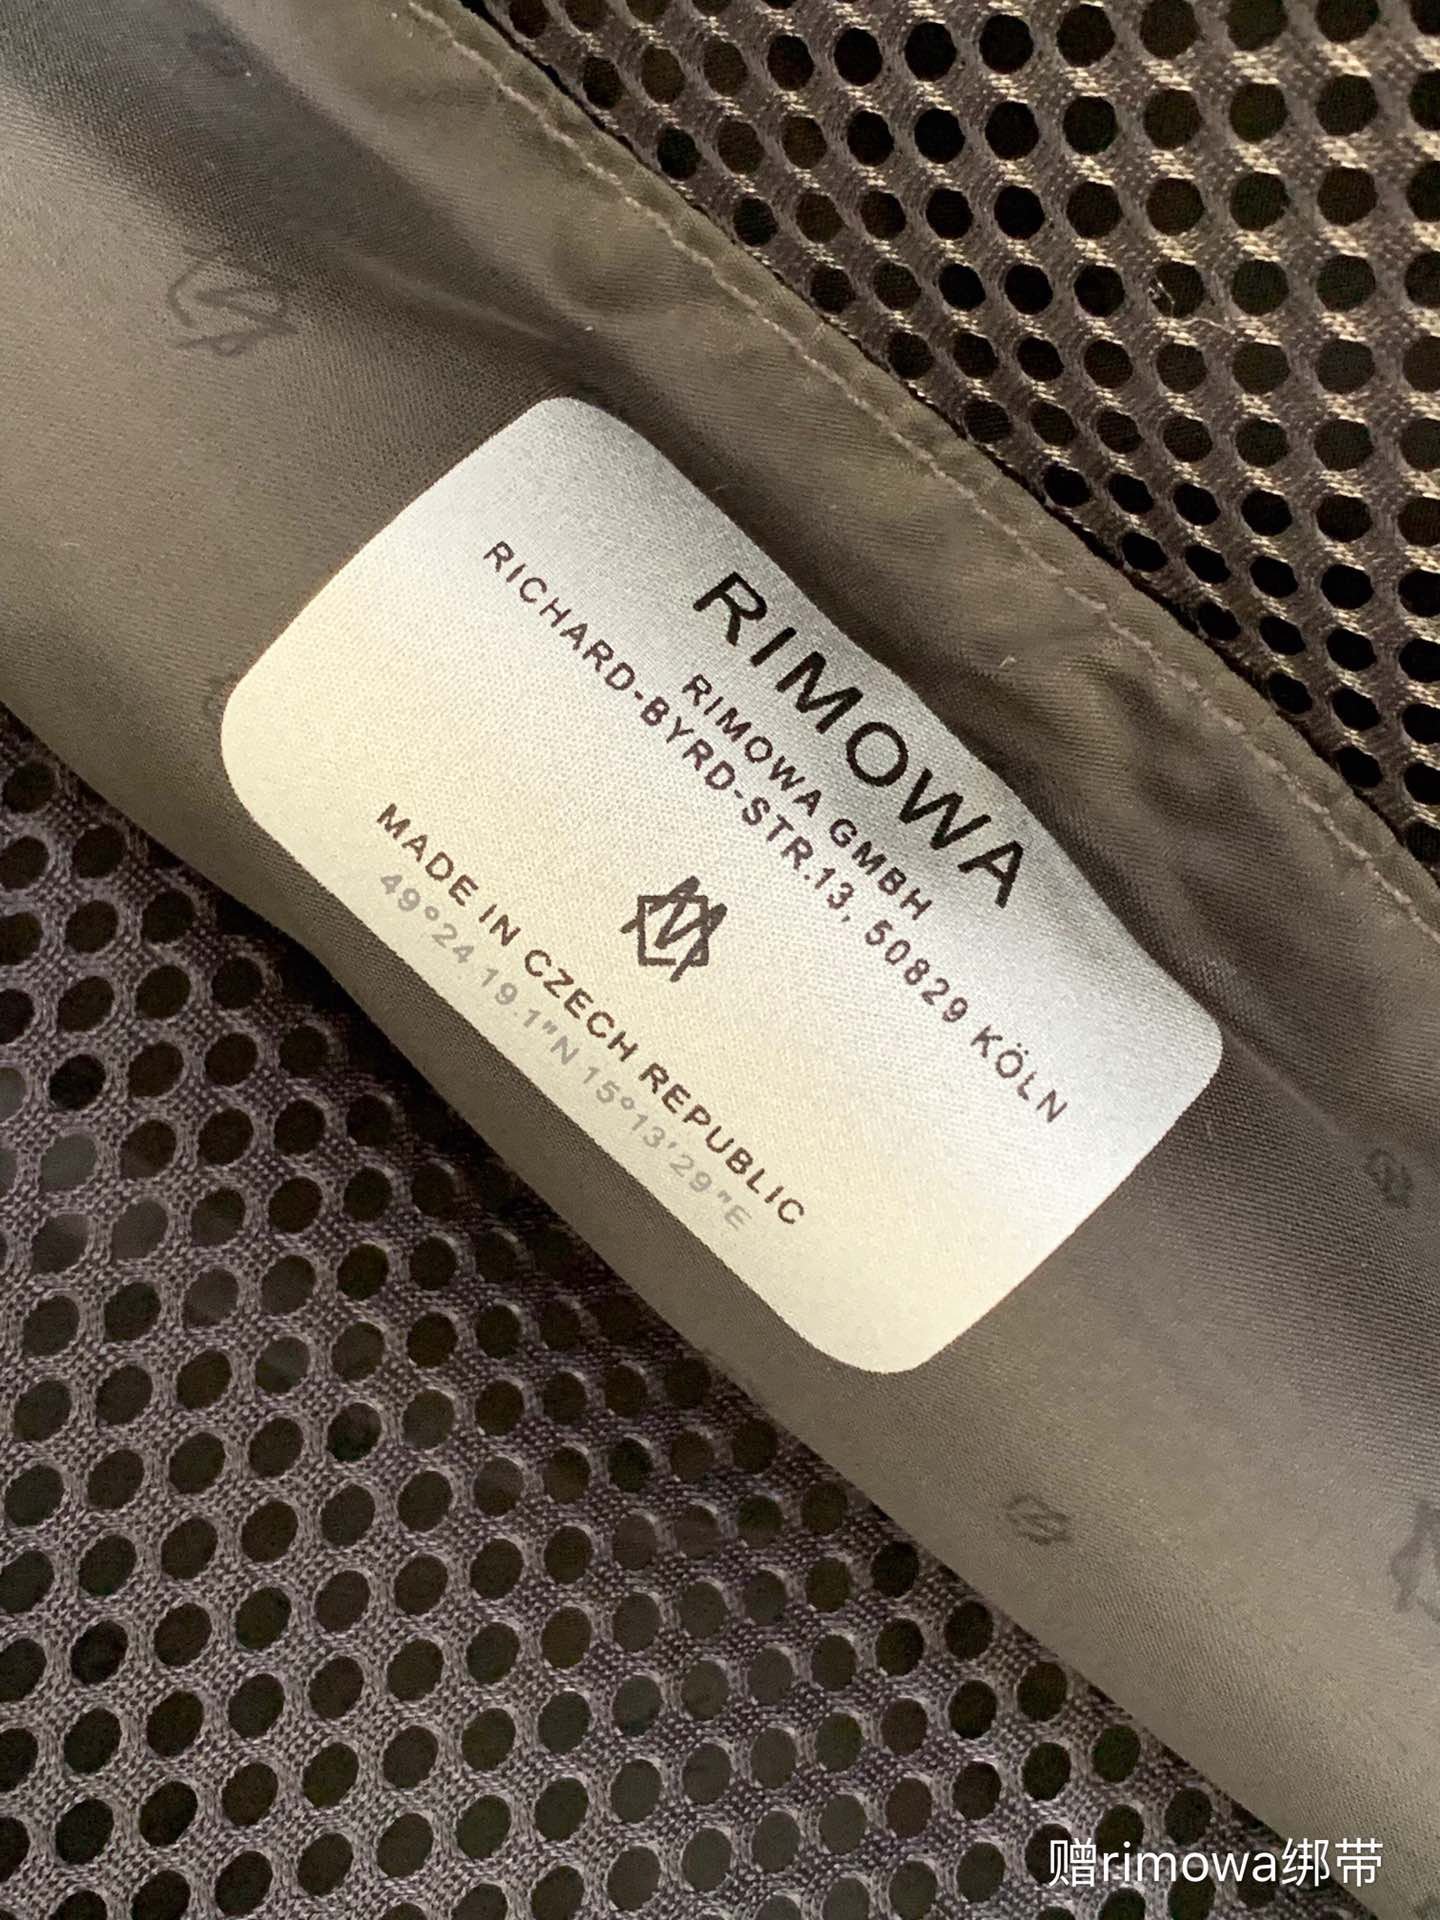 RIMOWA
RIMOWA GMBH
RICHARD-BYRD-STR.13, 50829 KÖLN
MADE IN CZECH REPUBLIC
49°24 19.1"N 15°13'29"E
赠rimowa绑带